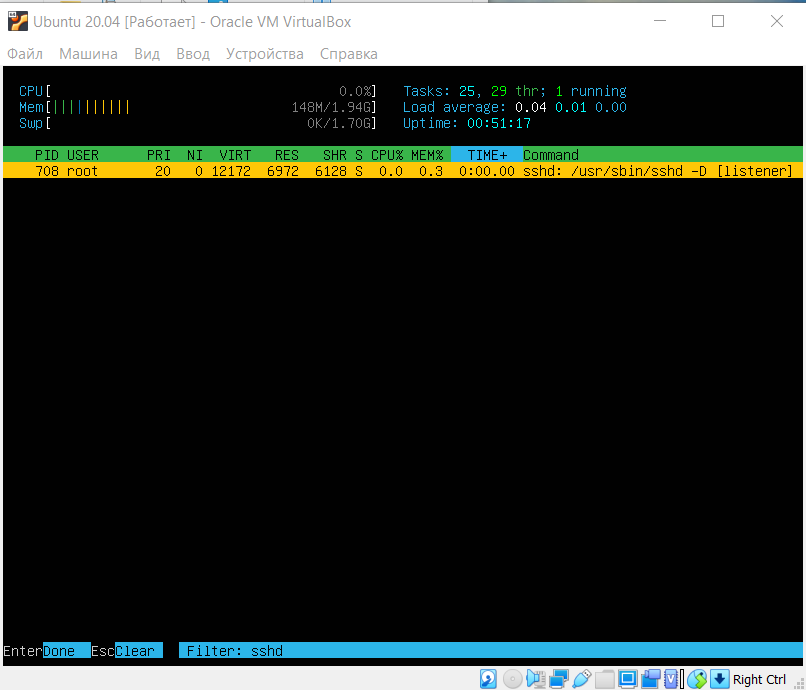 Ubuntu 20.04 [Работает] - Oracle VM VirtualBox
Файл Машина Вид Ввод Устройства Справка
CPU[ 0.0%] Tasks: 25, 29 thr; 1 running
Mem[|||||||||| 148M/1.94G] Load average: 0.04 0.01 0.00
Swp[ 0K/1.70G] Uptime: 00:51:17
PID USER PRI NI VIRT RES SHR S CPU% MEM% TIME+ Command
708 root 20 0 12172 6972 6128 S 0.0 0.3 0:00.00 sshd: /usr/sbin/sshd -D [listener]
EnterDone EscClear Filter: sshd
Right Ctrl